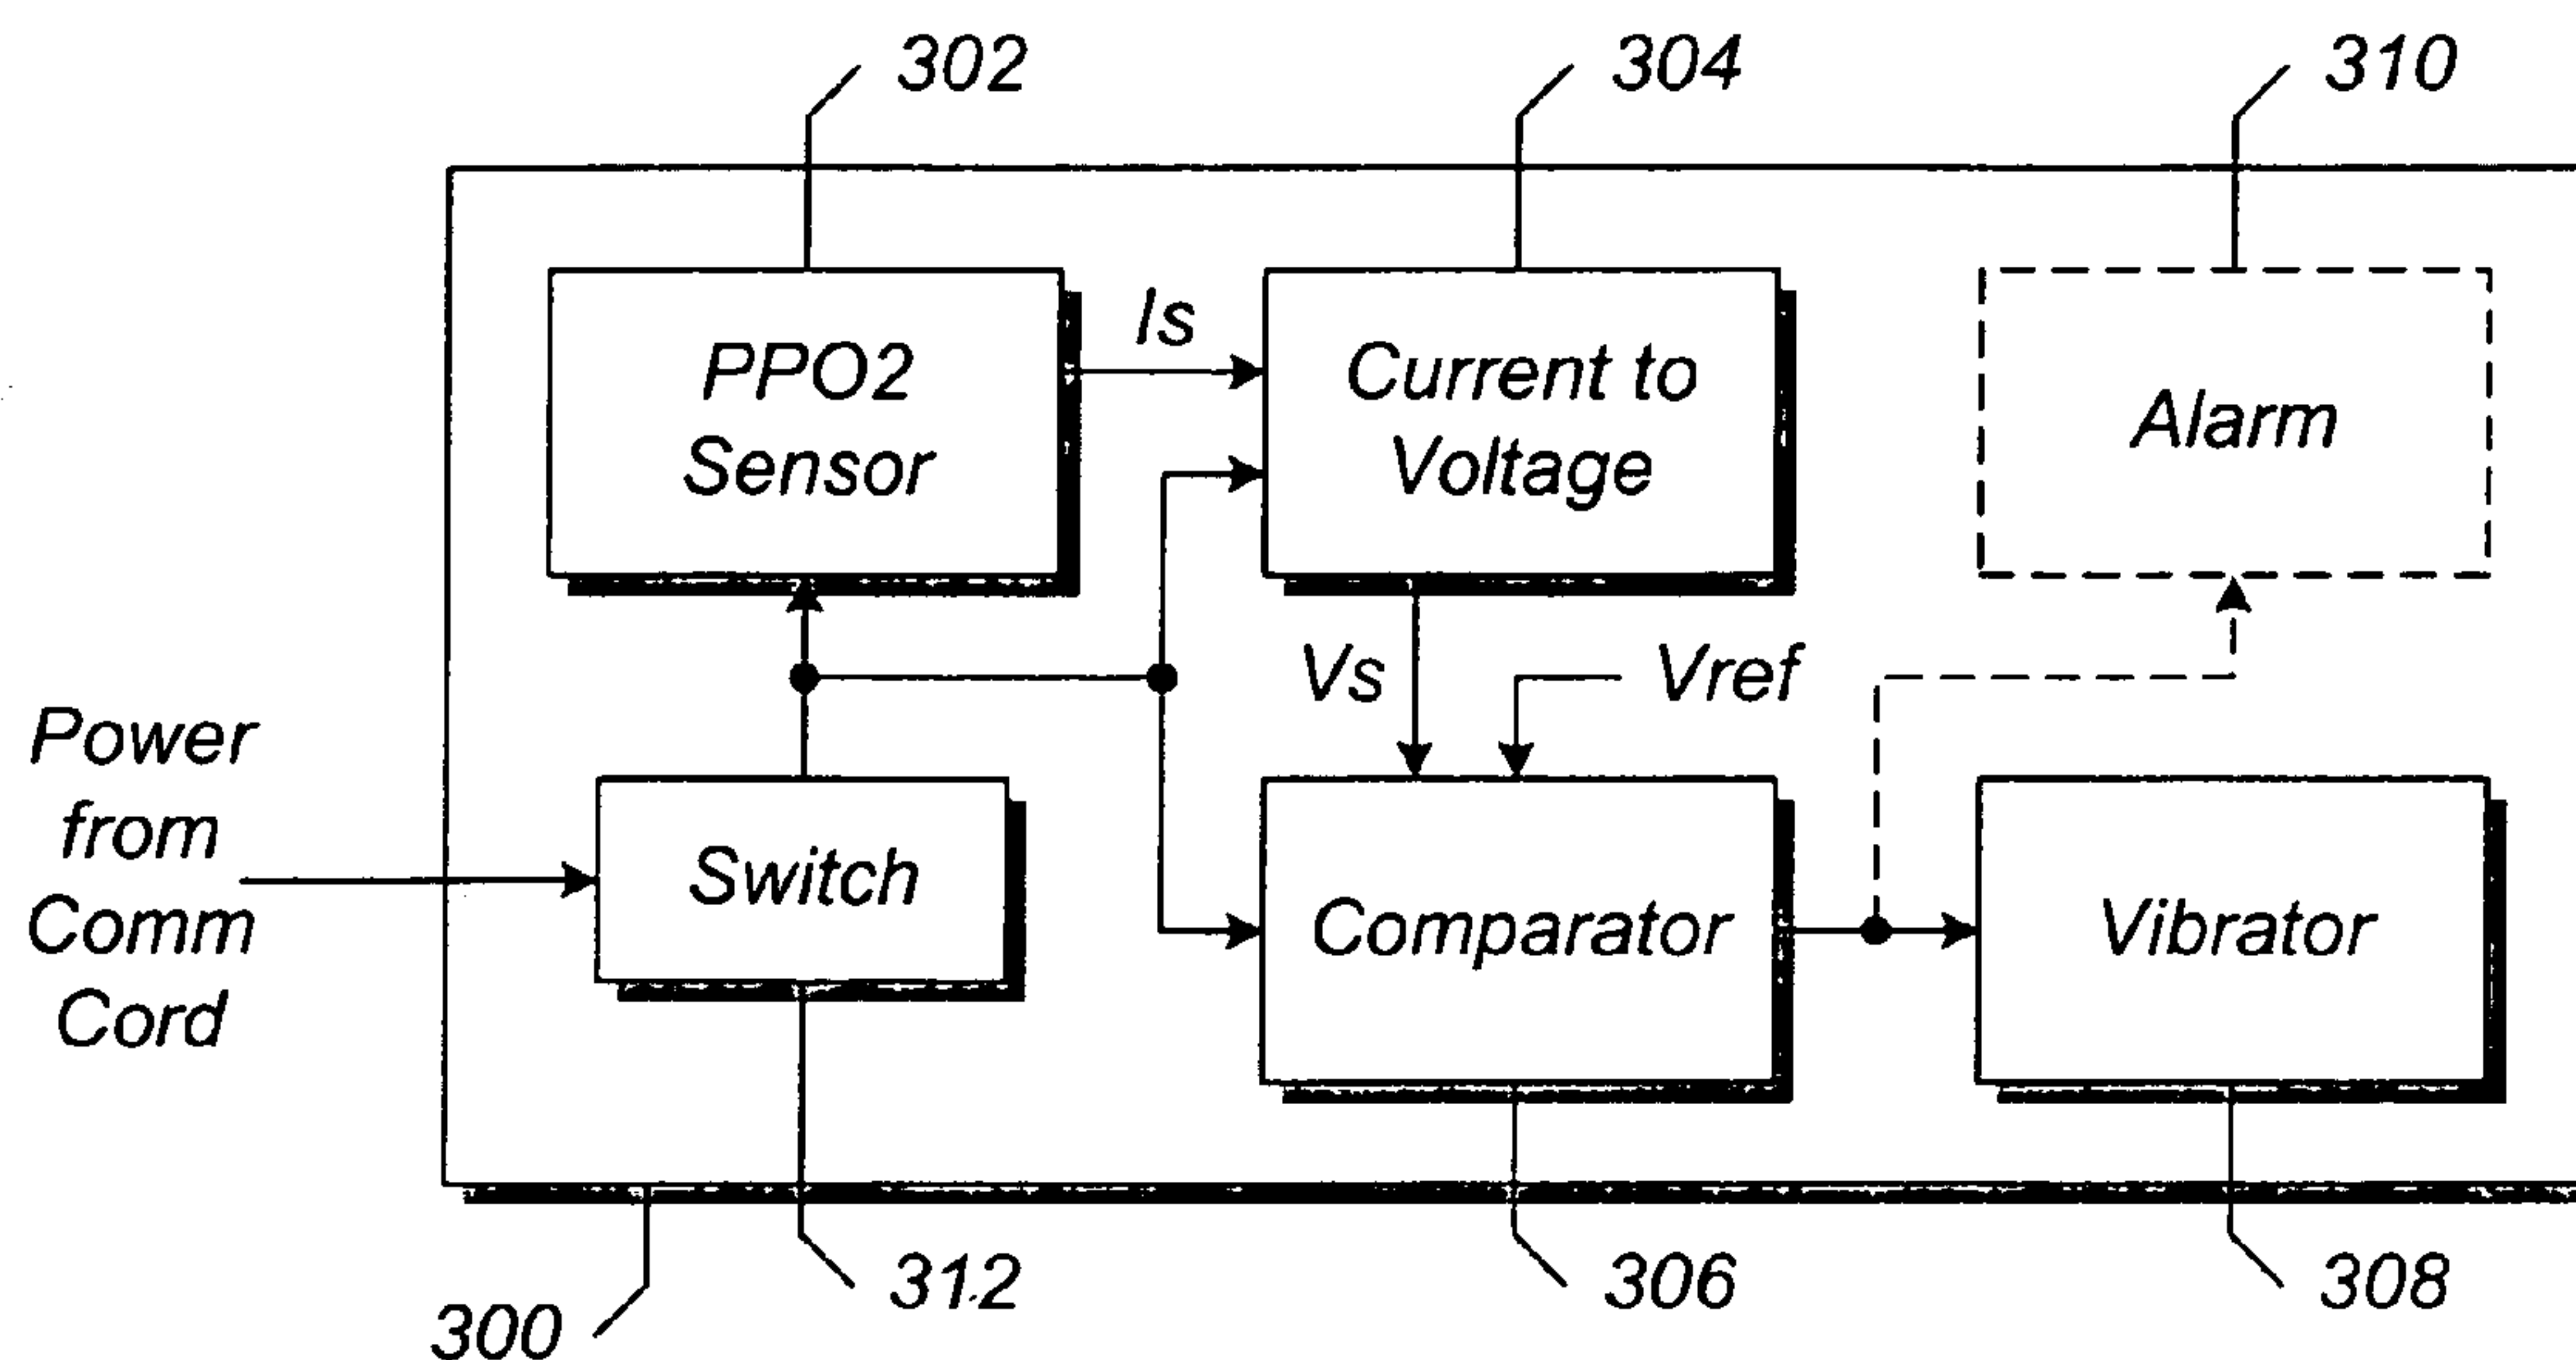 302
304
310
PPO2
Sensor
Is
Current to
Voltage
Alarm
Vs
Vref
Power
from
Comm
Cord
Switch
Comparator
Vibrator
300
312
306
308